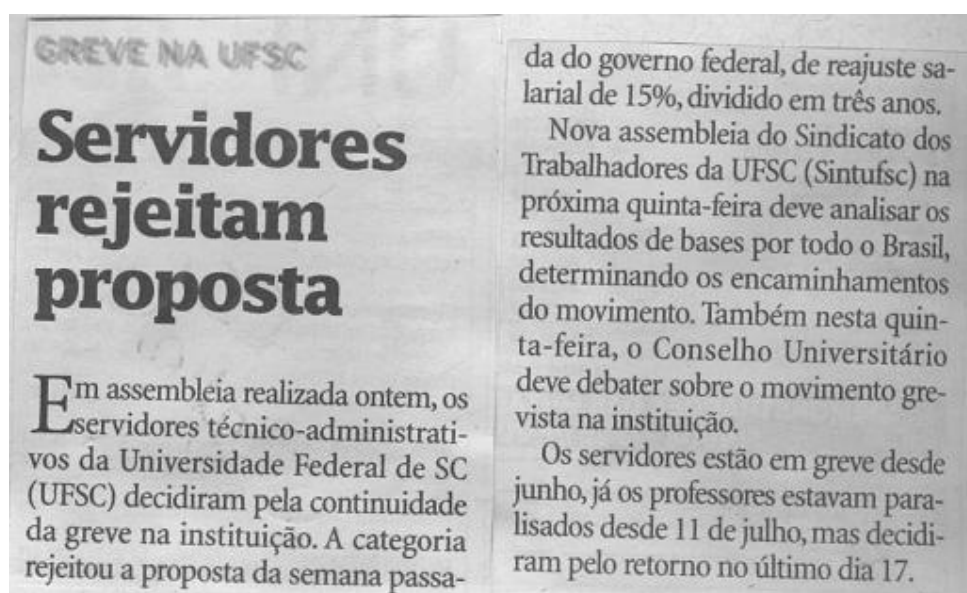 GREVE NA UFSC
Servidores
rejeitam
proposta
Em assembleia realizada ontem, os
servidores técnico-administrati-
vos da Universidade Federal de SC
(UFSC) decidiram pela continuidade
da greve na instituição. A categoria
rejeitou a proposta da semana passa-
da do governo federal, de reajuste sa-
larial de 15%, dividido em três anos.
Nova assembleia do Sindicato dos
Trabalhadores da UFSC (Sintufsc) na
próxima quinta-feira deve analisar os
resultados de bases por todo o Brasil,
determinando os encaminhamentos
do movimento. Também nesta quin-
ta-feira, o Conselho Universitário
deve debater sobre o movimento gre-
vista na instituição.
Os servidores estão em greve desde
junho, já os professores estavam para-
lisados desde 11 de julho, mas decidi-
ram pelo retorno no último dia 17.